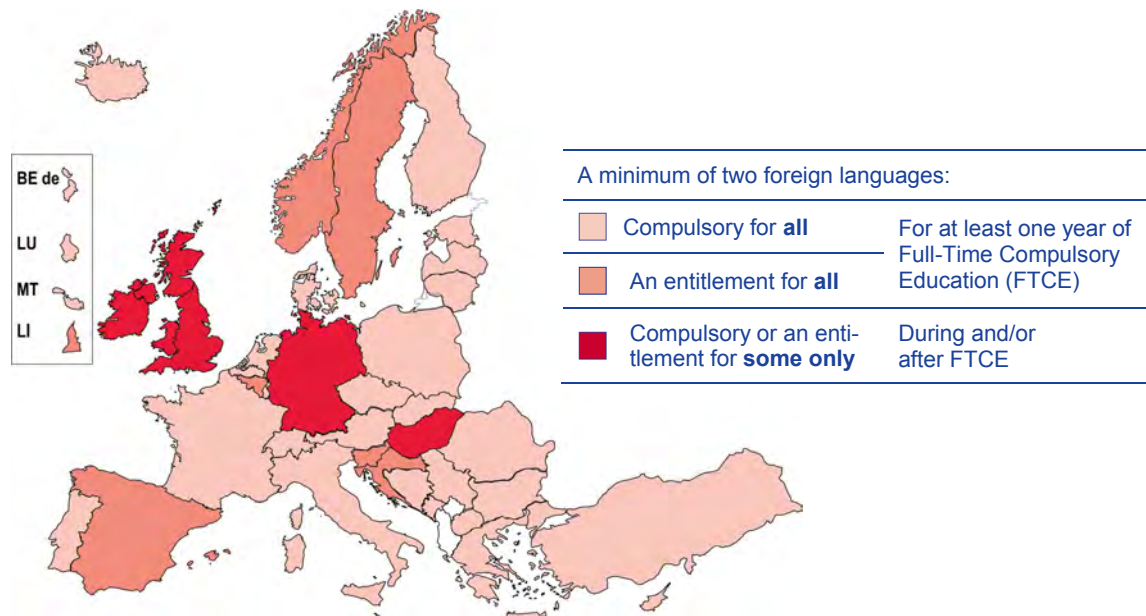 BE de
LU
MT
LI
A minimum of two foreign languages:
Compulsory for all
For at least one year of
Full-Time Compulsory
Education (FTCE)
An entitlement for all
Compulsory or an enti-
tlement for some only
During and/or
after FTCE